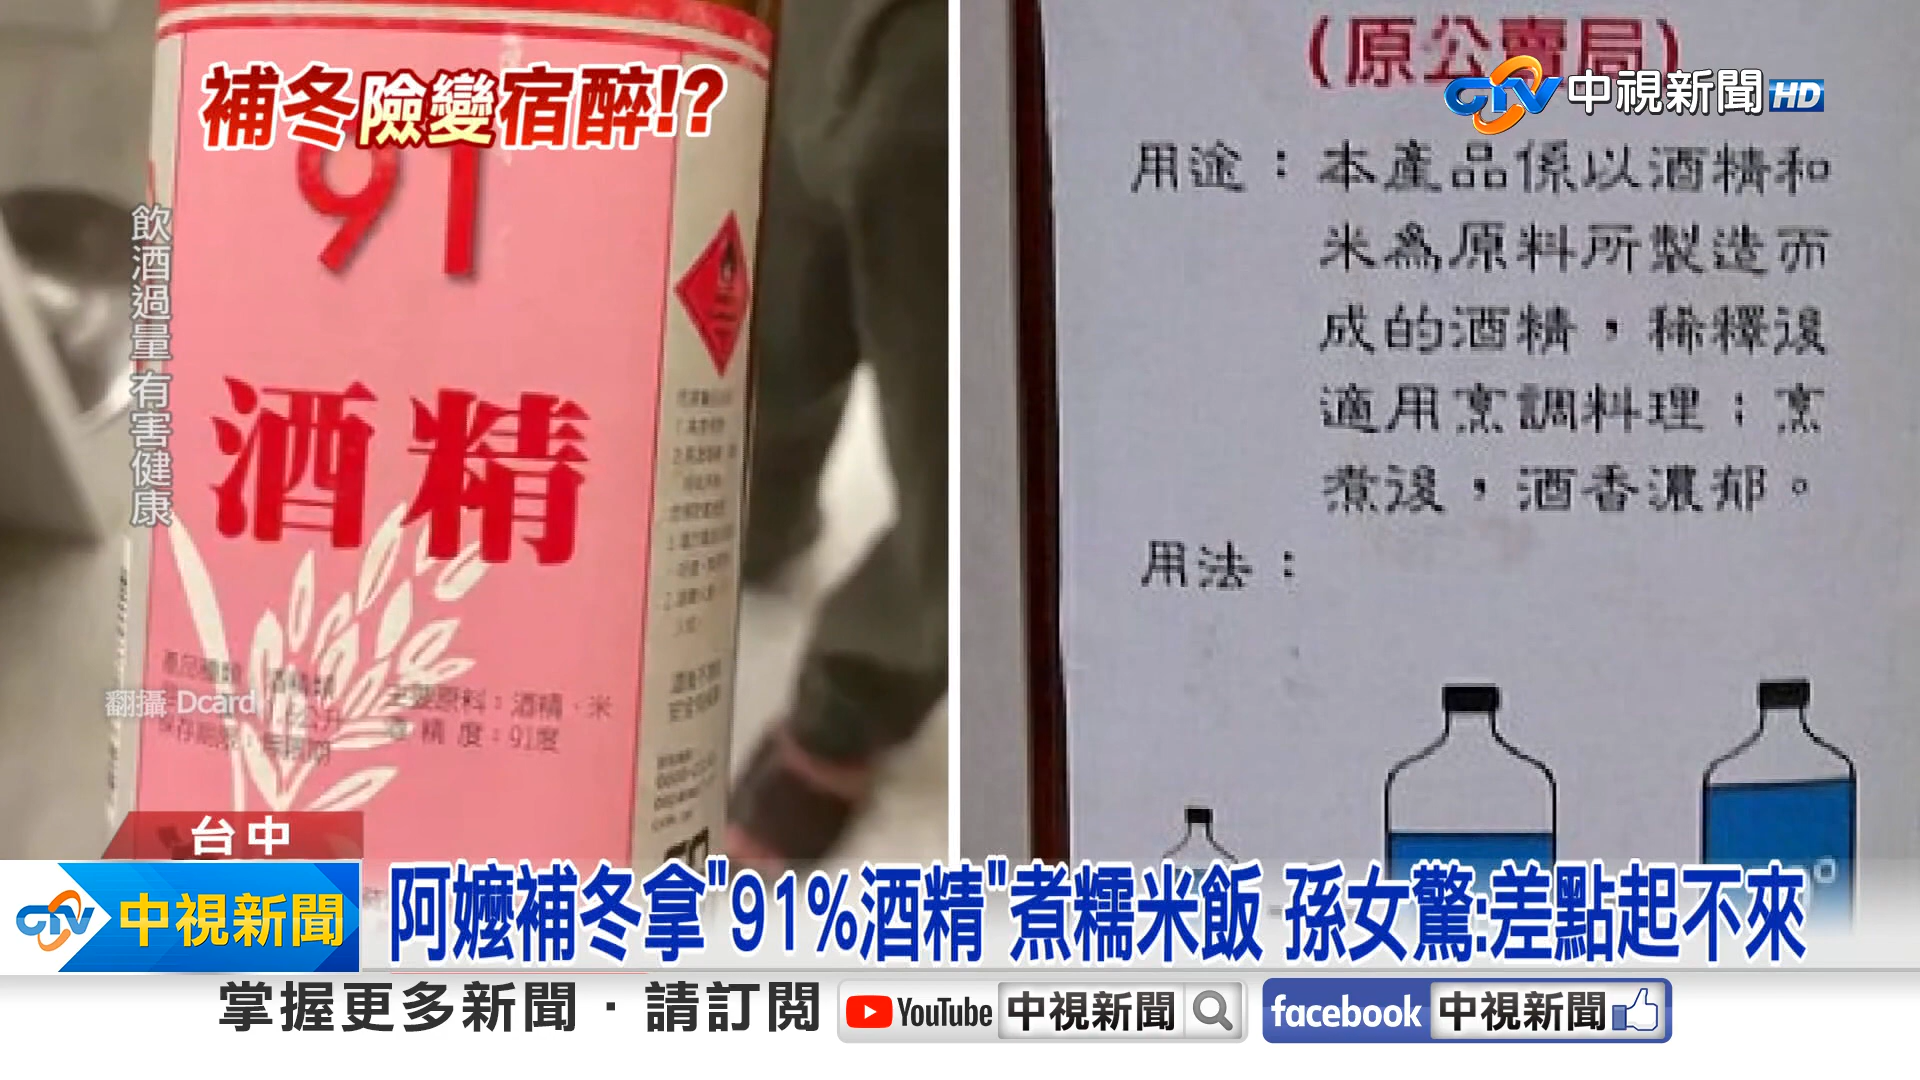 補冬險變宿醉!?
91
酒精
飲酒過量 有害健康
主要原料：酒精、米
酒精度：91度
翻攝 Dcard
(原公賣局)
CTV 中視新聞 HD
用途：本產品係以酒精和
米為原料所製造而
成的酒精，稀釋後
適用烹調料理；烹
煮後，酒香濃郁。
用法：
台中
CTV 中視新聞
阿嬤補冬拿"91%酒精"煮糯米飯 孫女驚:差點起不來
掌握更多新聞·請訂閱
YouTube 中視新聞
facebook 中視新聞